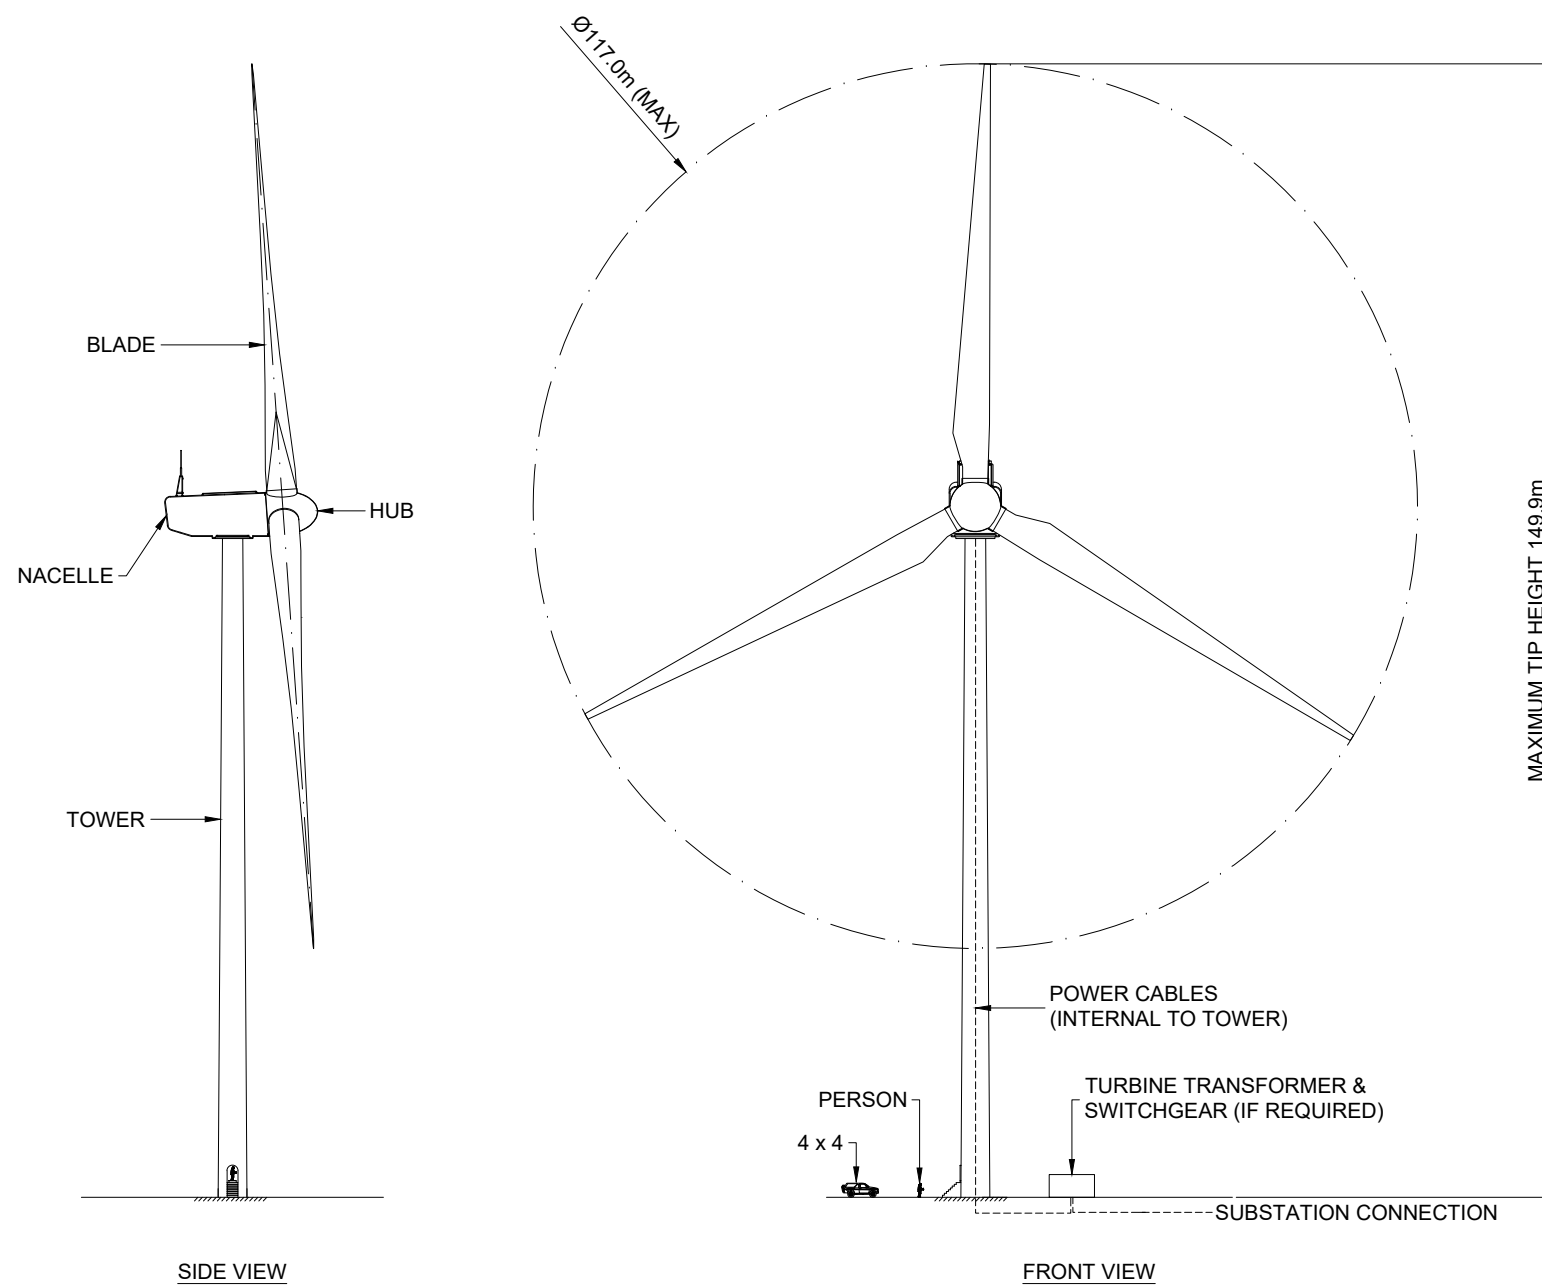 Ø117.0m (MAX)
BLADE
HUB
NACELLE
MAXIMUM TIP HEIGHT 149.9m
TOWER
POWER CABLES
(INTERNAL TO TOWER)
PERSON
TURBINE TRANSFORMER &
SWITCHGEAR (IF REQUIRED)
4 x 4
SUBSTATION CONNECTION
SIDE VIEW
FRONT VIEW